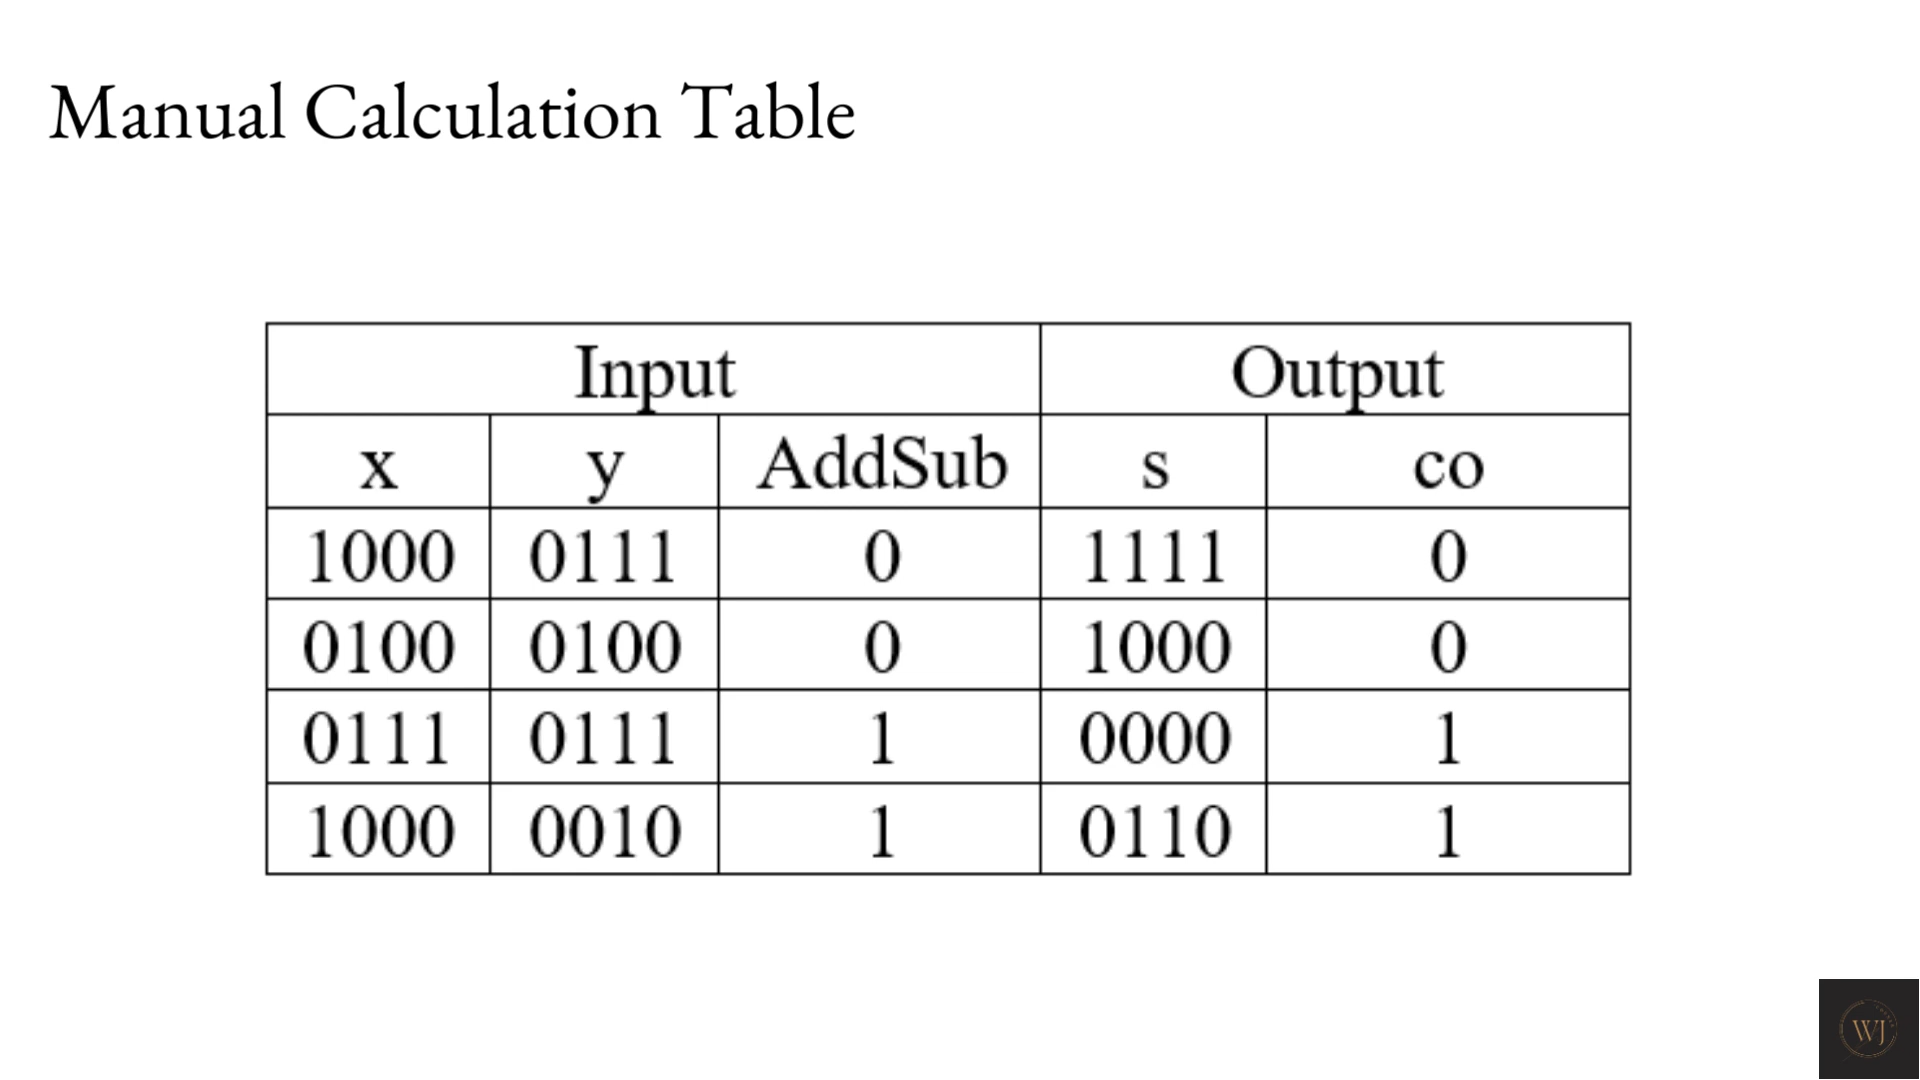 Manual Calculation Table
Input Output
x y AddSub s co
1000 0111 0 1111 0
0100 0100 0 1000 0
0111 0111 1 0000 1
1000 0010 1 0110 1
WJ